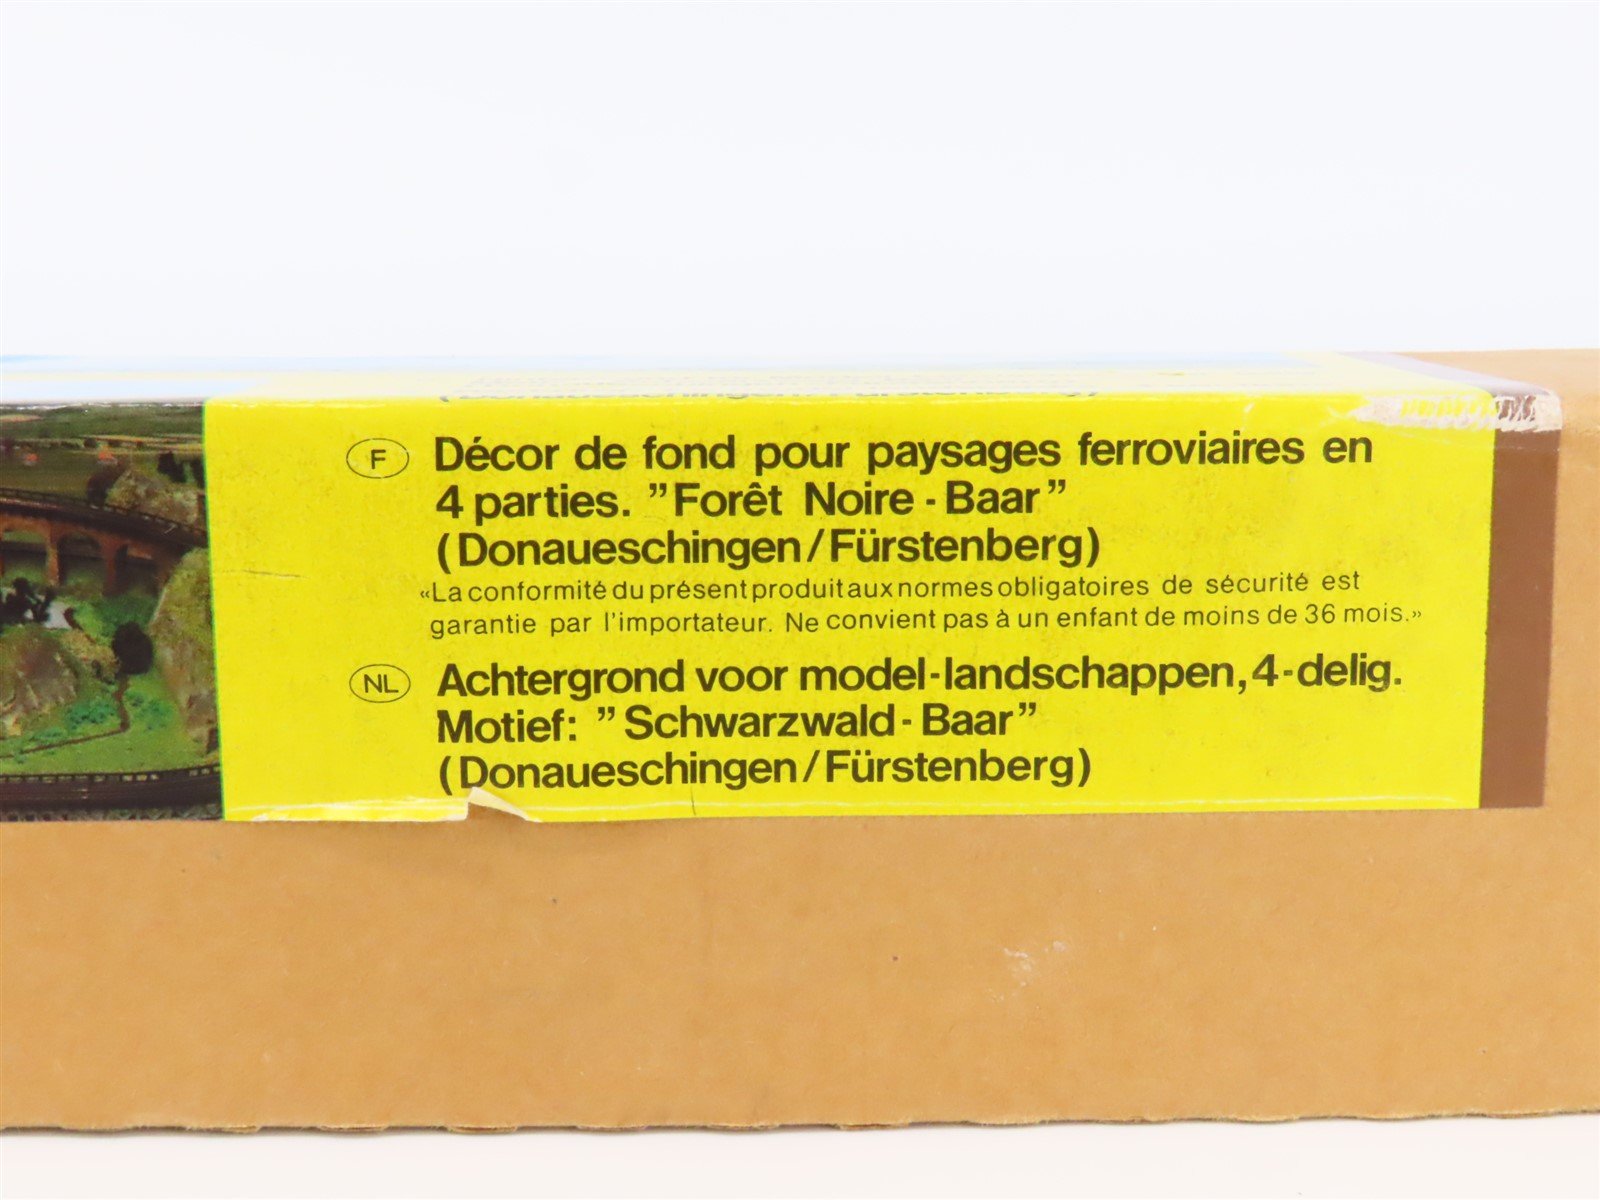 (Donaueschingen/Fürstenberg)
F Décor de fond pour paysages ferroviaires en
4 parties. ”Forêt Noire - Baar”
(Donaueschingen/Fürstenberg)
«La conformité du présent produit aux normes obligatoires de sécurité est
garantie par l'importateur. Ne convient pas à un enfant de moins de 36 mois.»
NL Achtergrond voor model-landschappen, 4-delig.
Motief: ”Schwarzwald - Baar”
(Donaueschingen/Fürstenberg)